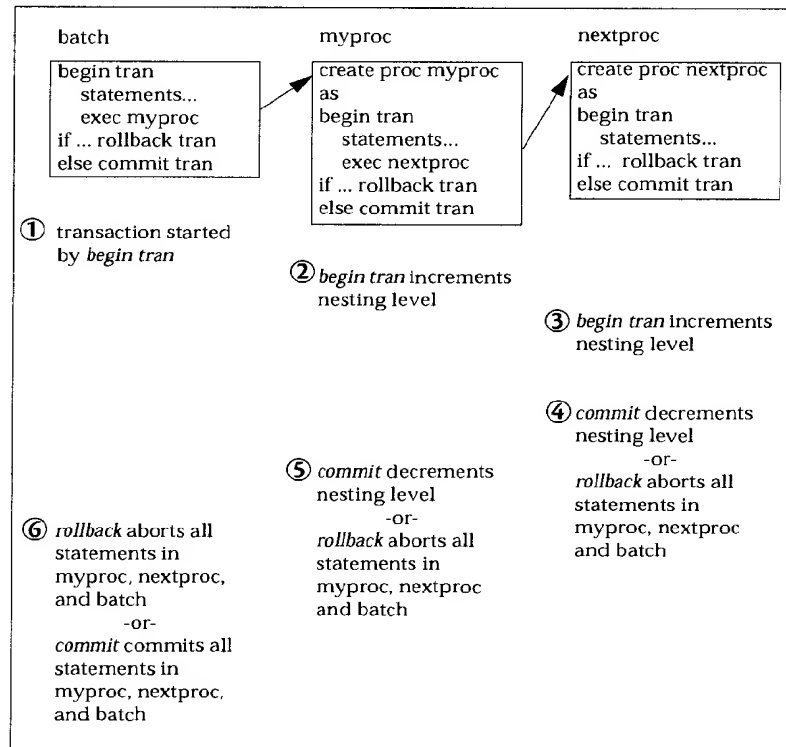 batch
begin tran
statements...
exec myproc
if ... rollback tran
else commit tran
myproc
create proc myproc
as
begin tran
statements...
exec nextproc
if ... rollback tran
else commit tran
nextproc
create proc nextproc
as
begin tran
statements...
if ... rollback tran
else commit tran
① transaction started
by begin tran
② begin tran increments
nesting level
③ begin tran increments
nesting level
④ commit decrements
nesting level
-or-
rollback aborts all
statements in
myproc, nextproc
and batch
⑤ commit decrements
nesting level
-or-
rollback aborts all
statements in
myproc, nextproc
and batch
⑥ rollback aborts all
statements in
myproc, nextproc,
and batch
-or-
commit commits all
statements in
myproc, nextproc,
and batch